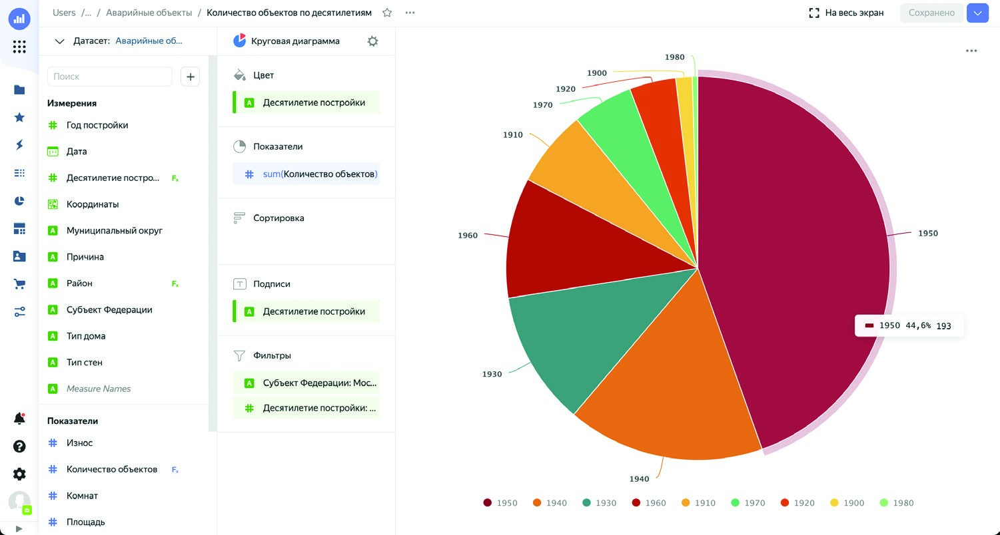 Users /... / Аварийные объекты / Количество объектов по десятилетиям
На весь экран
Сохранено
Датасет: Аварийные об...
Поиск
Измерения
Год постройки
Дата
Десятилетие постро... Fx
Координаты
Муниципальный округ
Причина
Район Fx
Субъект Федерации
Тип дома
Тип стен
Measure Names
Показатели
Износ
Количество объектов Fx
Комнат
Площадь
Круговая диаграмма
Цвет
Десятилетие постройки
Показатели
sum(Количество объектов)
Сортировка
Подписи
Десятилетие постройки
Фильтры
Субъект Федерации: Мос...
Десятилетие постройки: ...
1980
1900
1920
1970
1910
1960
1950
1950 44,6% 193
1930
1940
1950 1940 1930 1960 1910 1970 1920 1900 1980